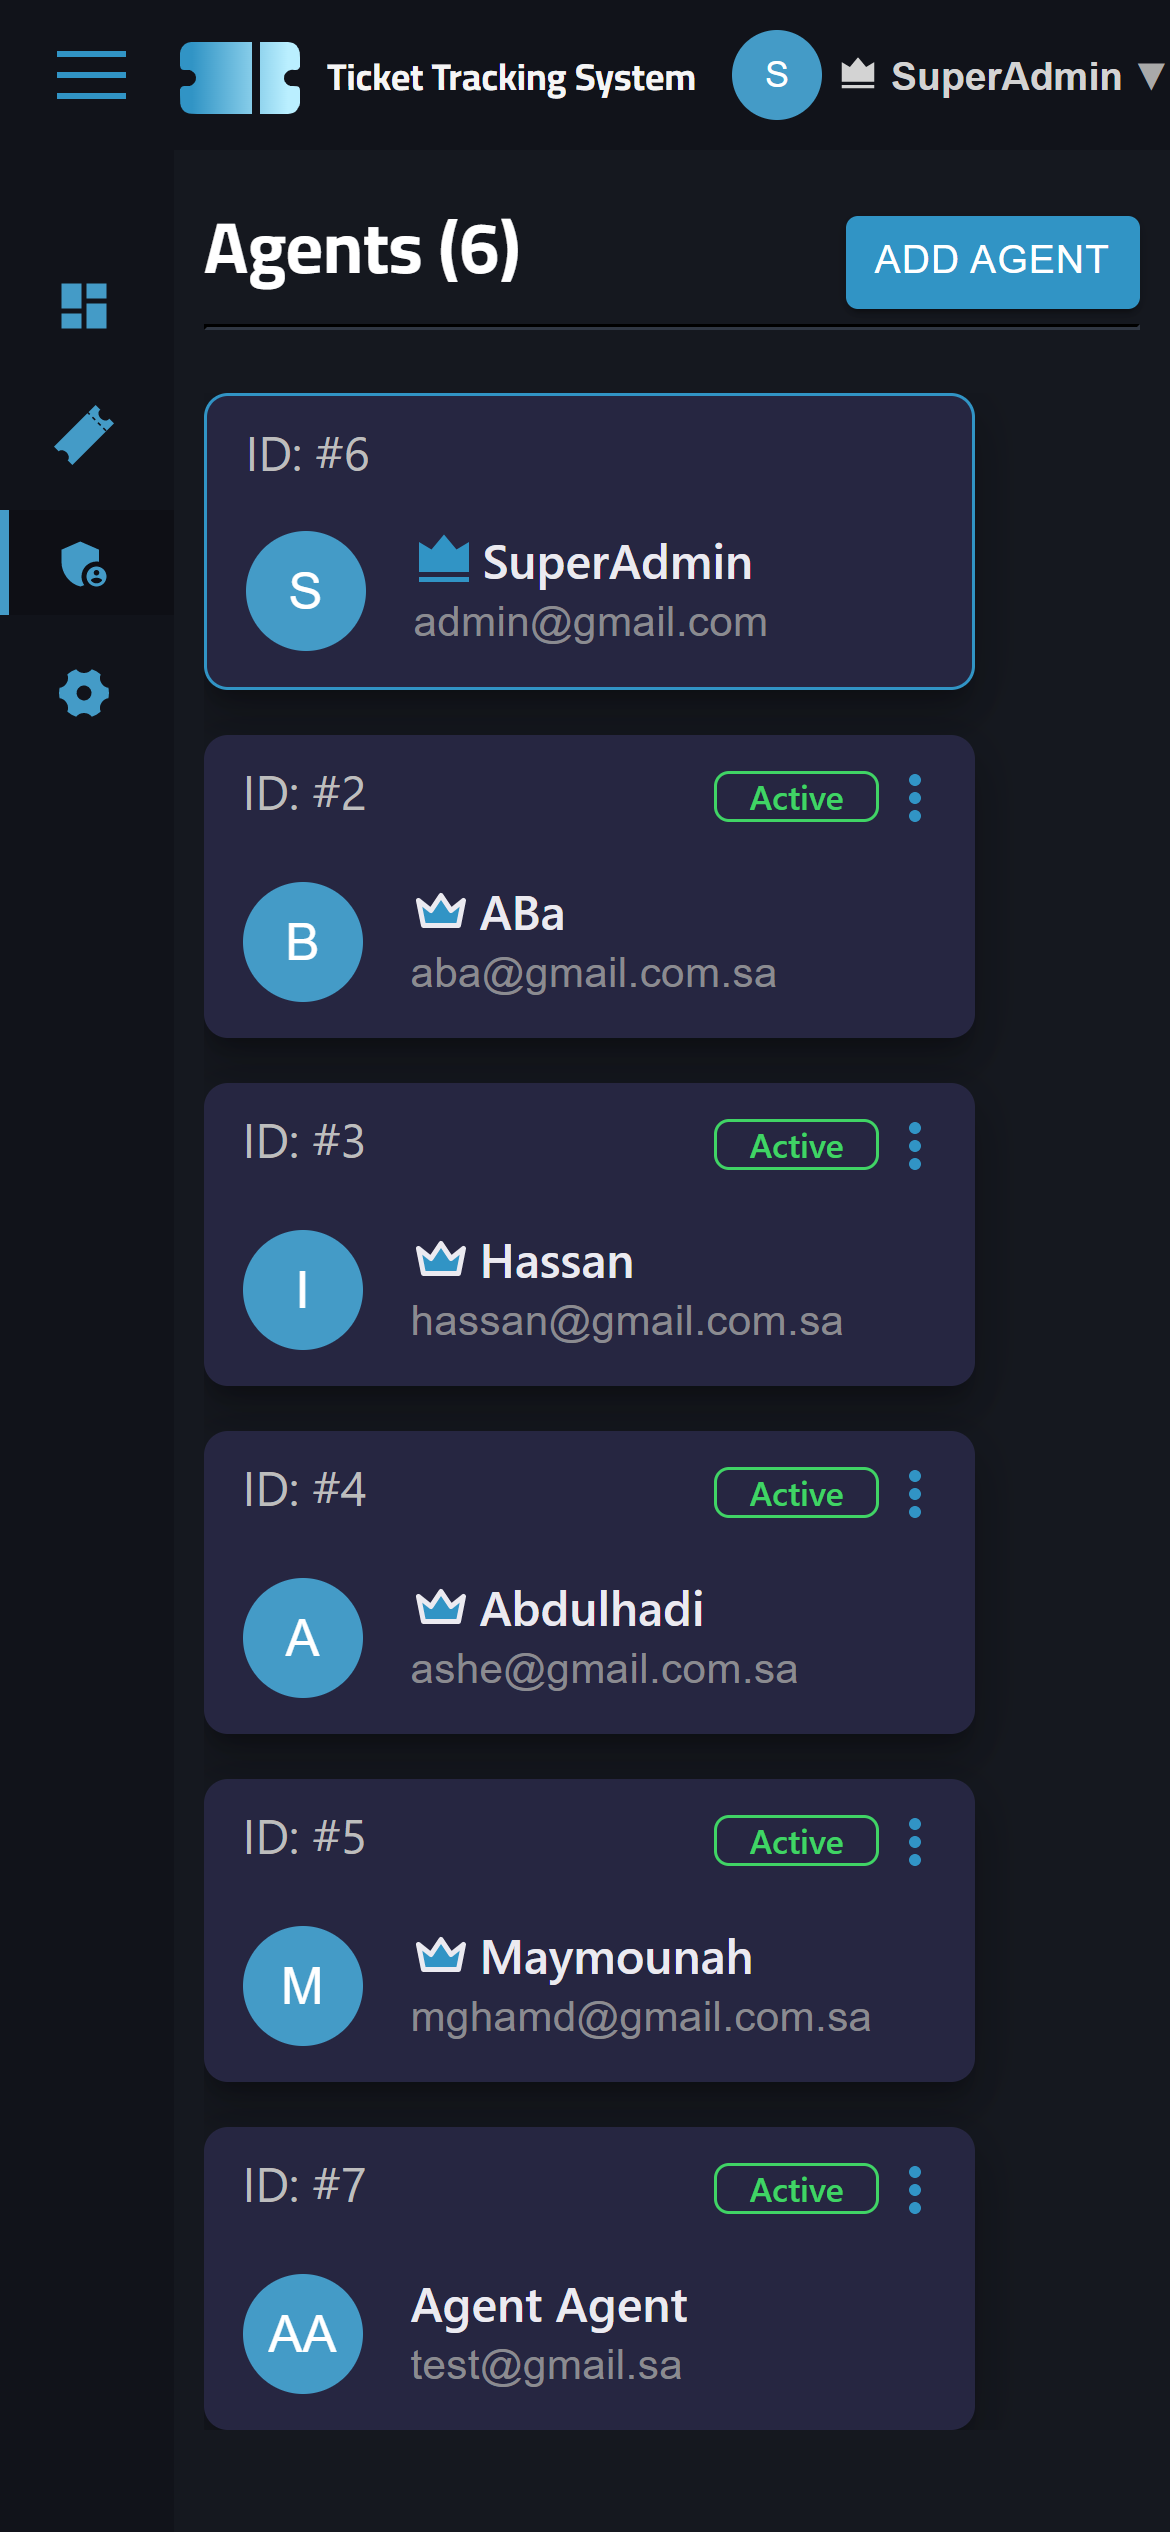 Ticket Tracking System
S
SuperAdmin ▼
Agents (6)
ADD AGENT
ID: #6
S
SuperAdmin
admin@gmail.com
ID: #2
Active
B
ABa
aba@gmail.com.sa
ID: #3
Active
I
Hassan
hassan@gmail.com.sa
ID: #4
Active
A
Abdulhadi
ashe@gmail.com.sa
ID: #5
Active
M
Maymounah
mghamd@gmail.com.sa
ID: #7
Active
AA
Agent Agent
test@gmail.sa